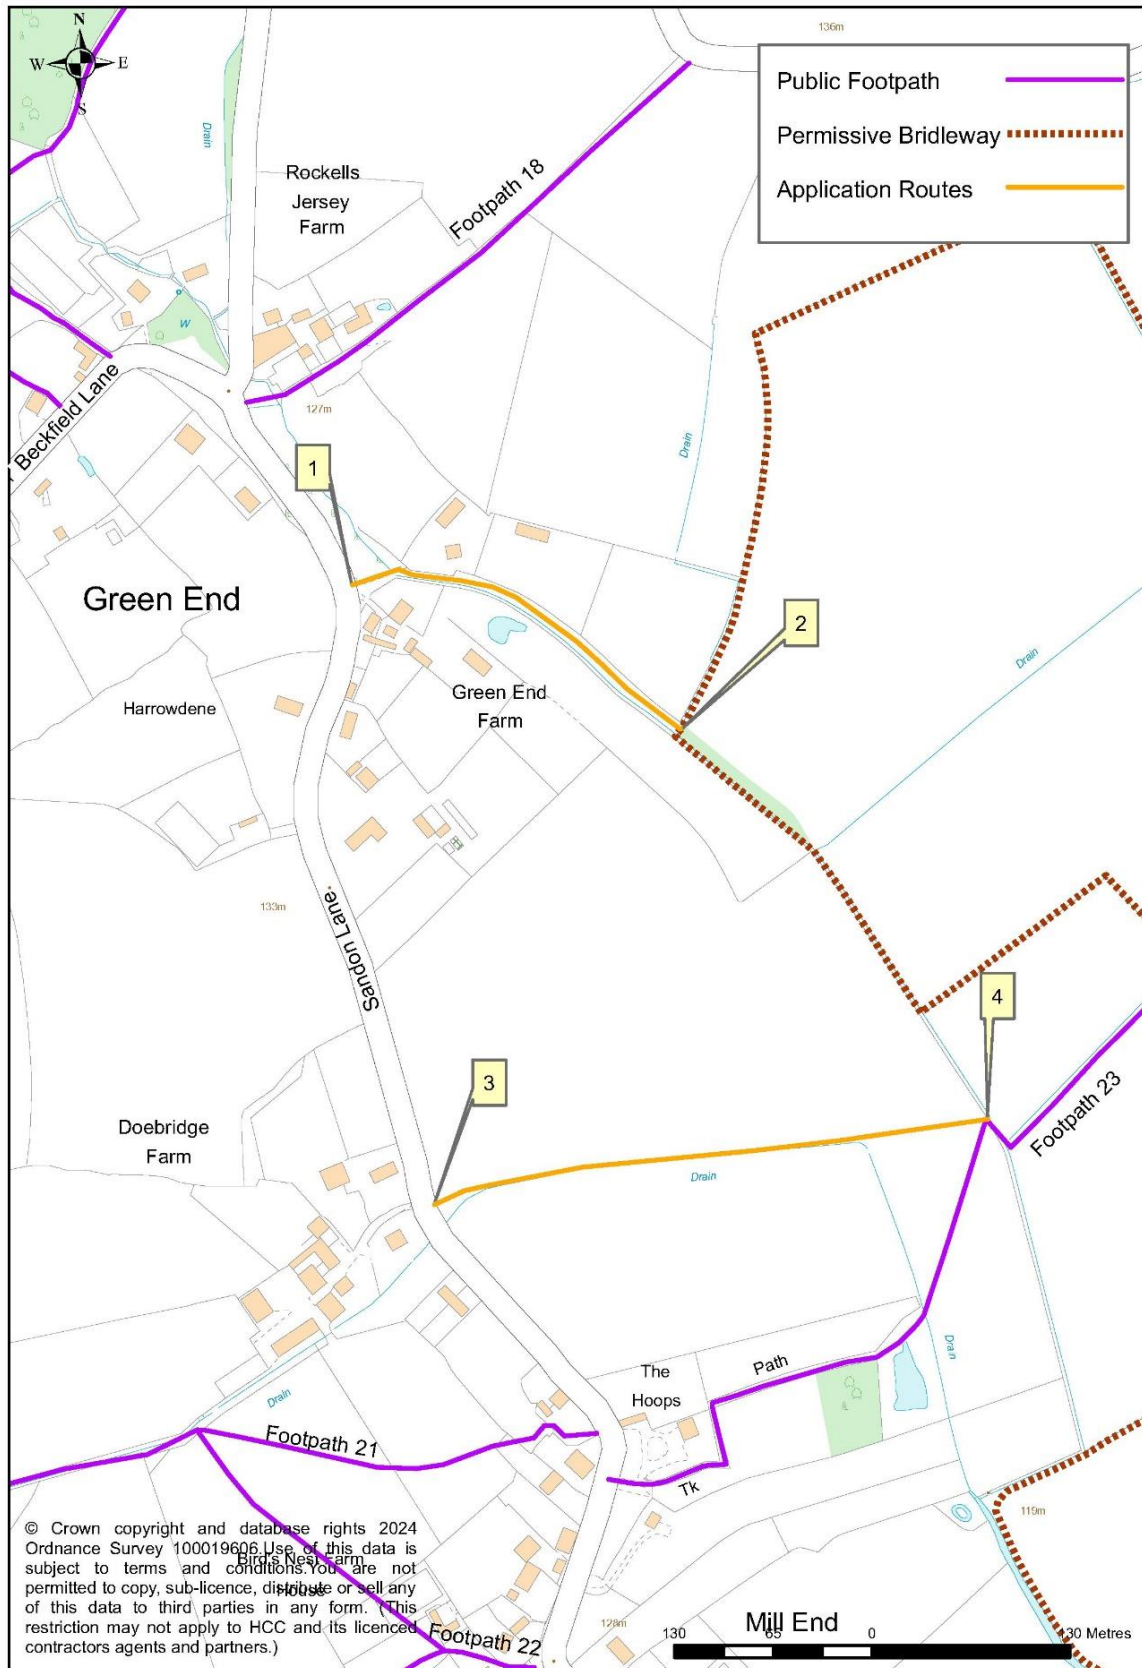 N
W E
S
136m
Public Footpath
Permissive Bridleway
Application Routes
Drain
Rockells
Jersey
Farm
Footpath 18
W
Beckfield Lane
127m
Drain
1
Green End
2
Drain
Harrowdene
Green End
Farm
133m
Sandon Lane
4
3
Footpath 23
Doebridge
Farm
Drain
Drain
The
Hoops
Path
Drain
Footpath 21
Tk
119m
© Crown copyright and database rights 2024
Ordnance Survey 100019606.Use of this data is
subject to terms and conditions.You are not
permitted to copy, sub-licence, distribute or sell any
of this data to third parties in any form. (This
restriction may not apply to HCC and its licenced
contractors agents and partners.)
Bird's Nest Farm
House
Footpath 22
128m
Mill End
130 65 0 130 Metres